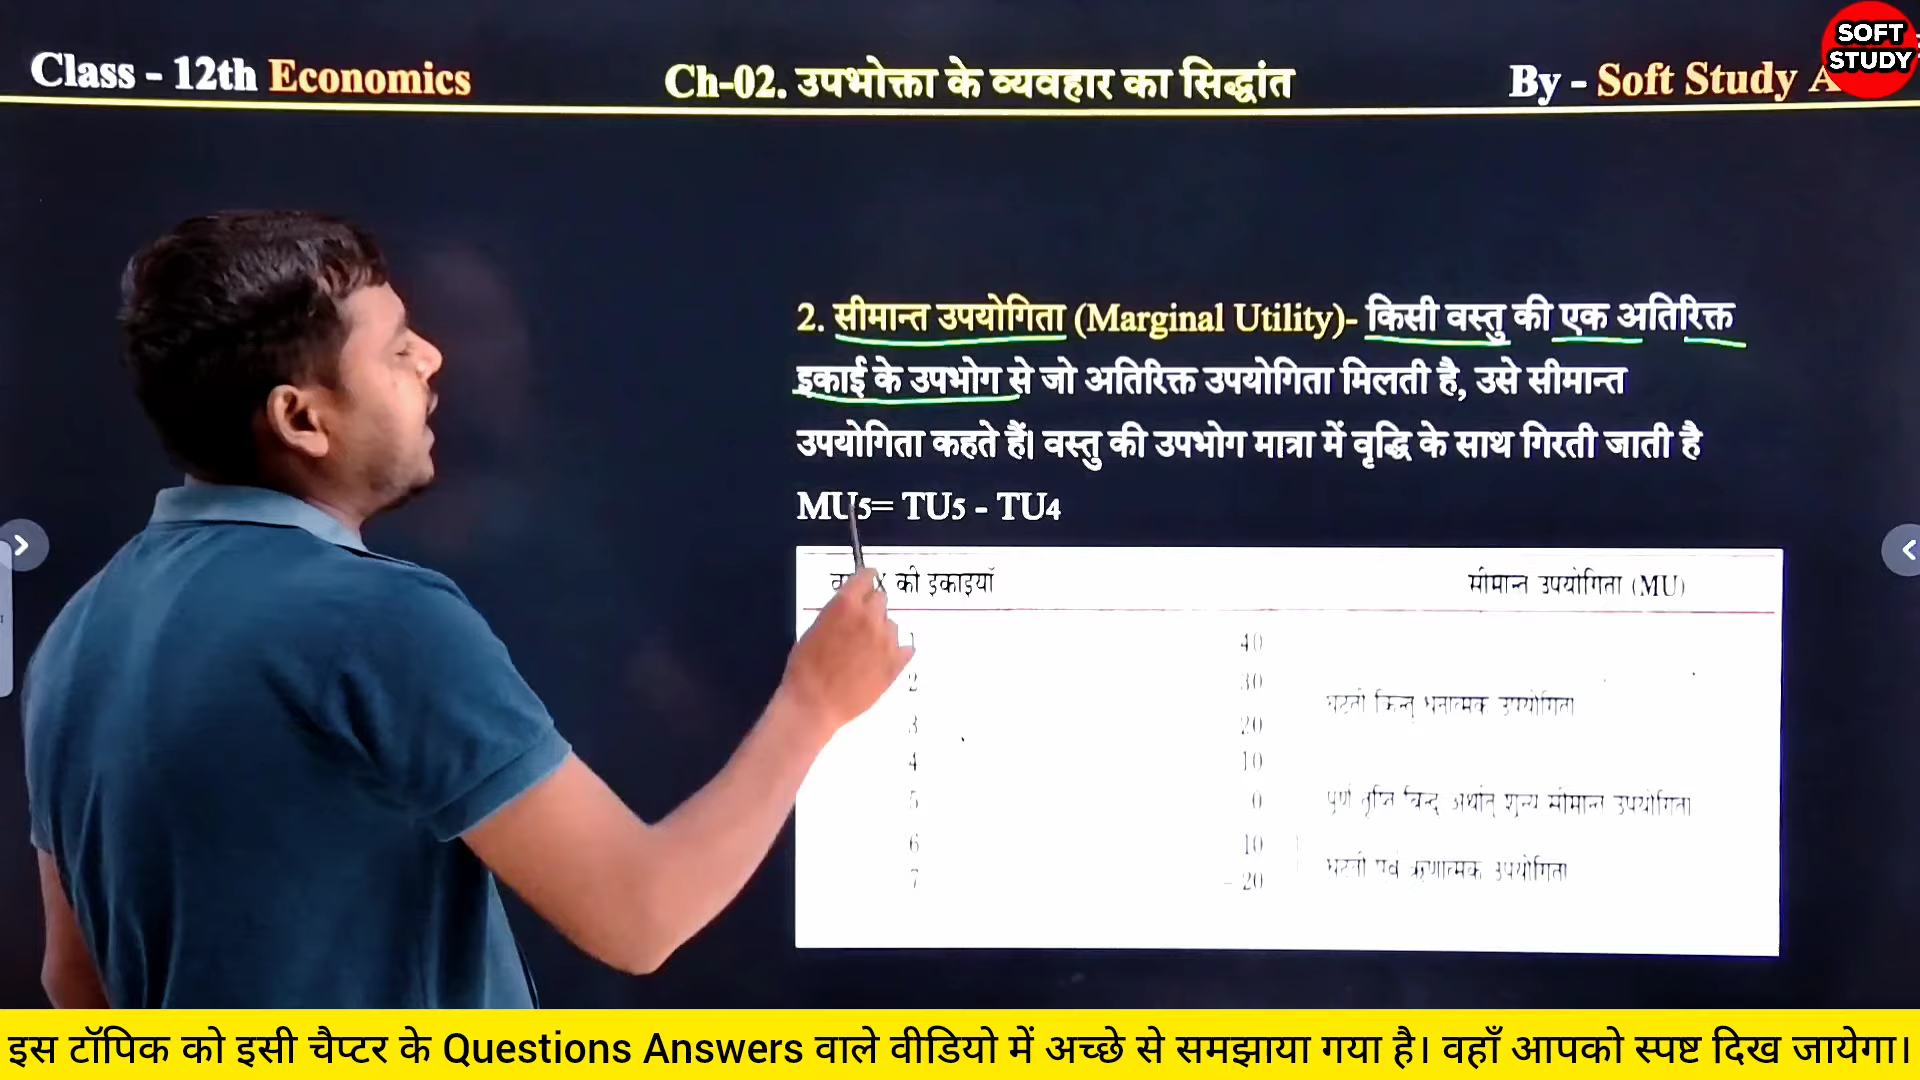 Class - 12th Economics
Ch-02. उपभोक्ता के व्यवहार का सिद्धांत
By - Soft Study A
SOFT
STUDY
2. सीमान्त उपयोगिता (Marginal Utility)- किसी वस्तु की एक अतिरिक्त
इकाई के उपभोग से जो अतिरिक्त उपयोगिता मिलती है, उसे सीमान्त
उपयोगिता कहते हैं। वस्तु की उपभोग मात्रा में वृद्धि के साथ गिरती जाती है
MU5= TU5 - TU4
X की इकाइयाँ सीमान्त उपयोगिता (MU)
1 40
2 30
घटती किन्तु धनात्मक उपयोगिता
3 20
4 10
5 0 पूर्ण तृप्ति बिन्दु अर्थात् शून्य सीमान्त उपयोगिता
6 10
घटती एवं ऋणात्मक उपयोगिता
7 – 20
इस टॉपिक को इसी चैप्टर के Questions Answers वाले वीडियो में अच्छे से समझाया गया है। वहाँ आपको स्पष्ट दिख जायेगा।